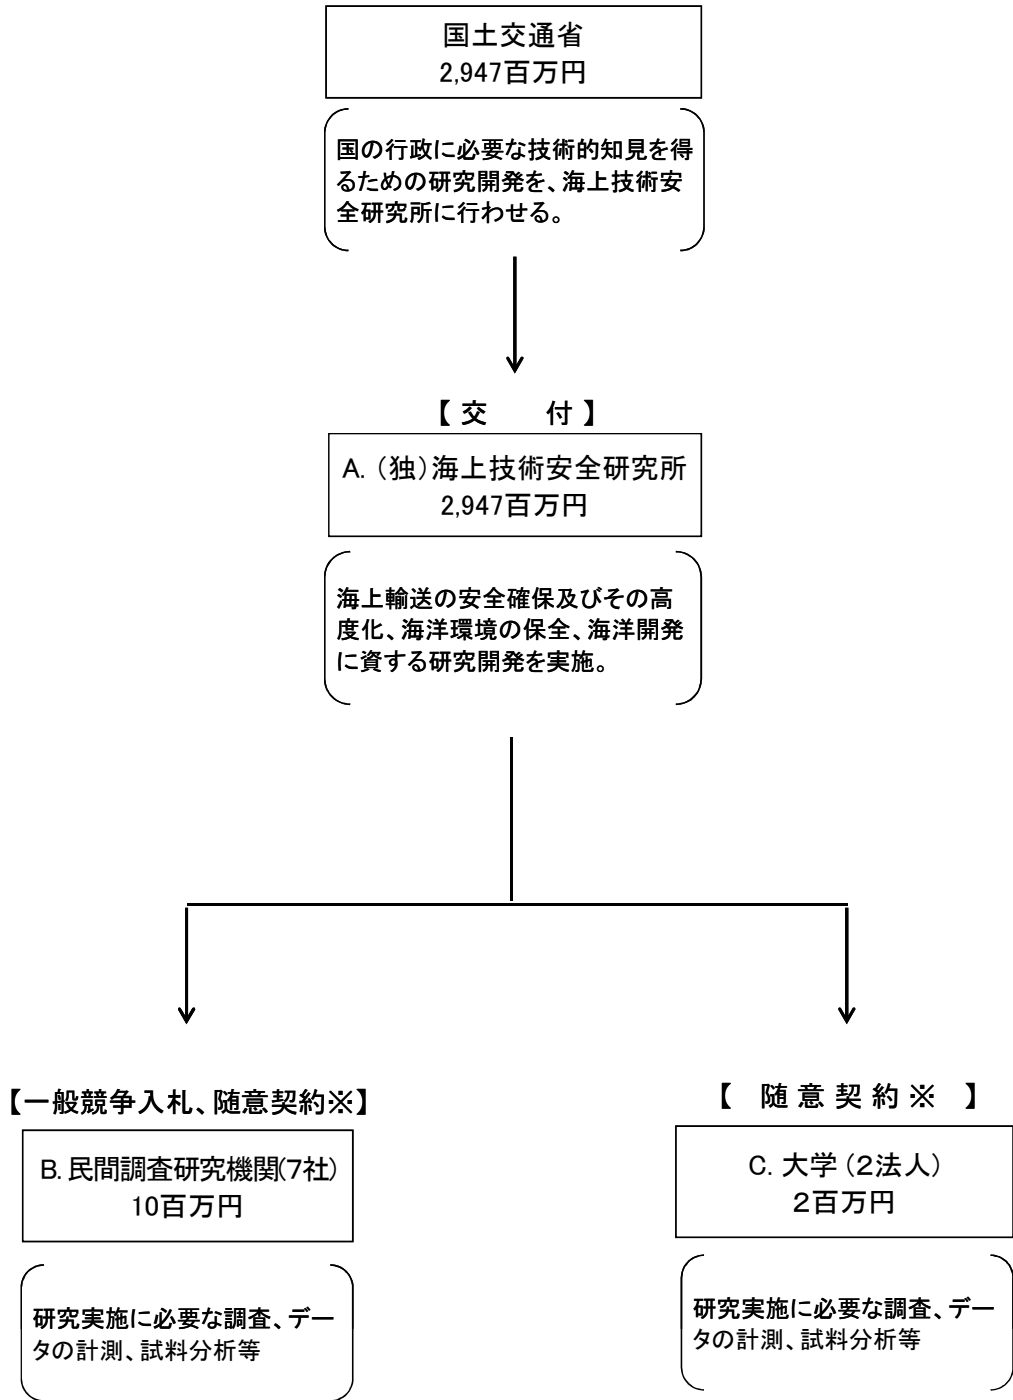 国土交通省
2,947百万円
国の行政に必要な技術的知見を得
るための研究開発を、海上技術安
全研究所に行わせる。
【 交　　付 】
A.（独）海上技術安全研究所
2,947百万円
海上輸送の安全確保及びその高
度化、海洋環境の保全、海洋開発
に資する研究開発を実施。
【一般競争入札、随意契約※】
B. 民間調査研究機関(7社)
10百万円
研究実施に必要な調査、デー
タの計測、試料分析等
【　随 意 契 約 ※　】
C. 大学（２法人）
２百万円
研究実施に必要な調査、デー
タの計測、試料分析等